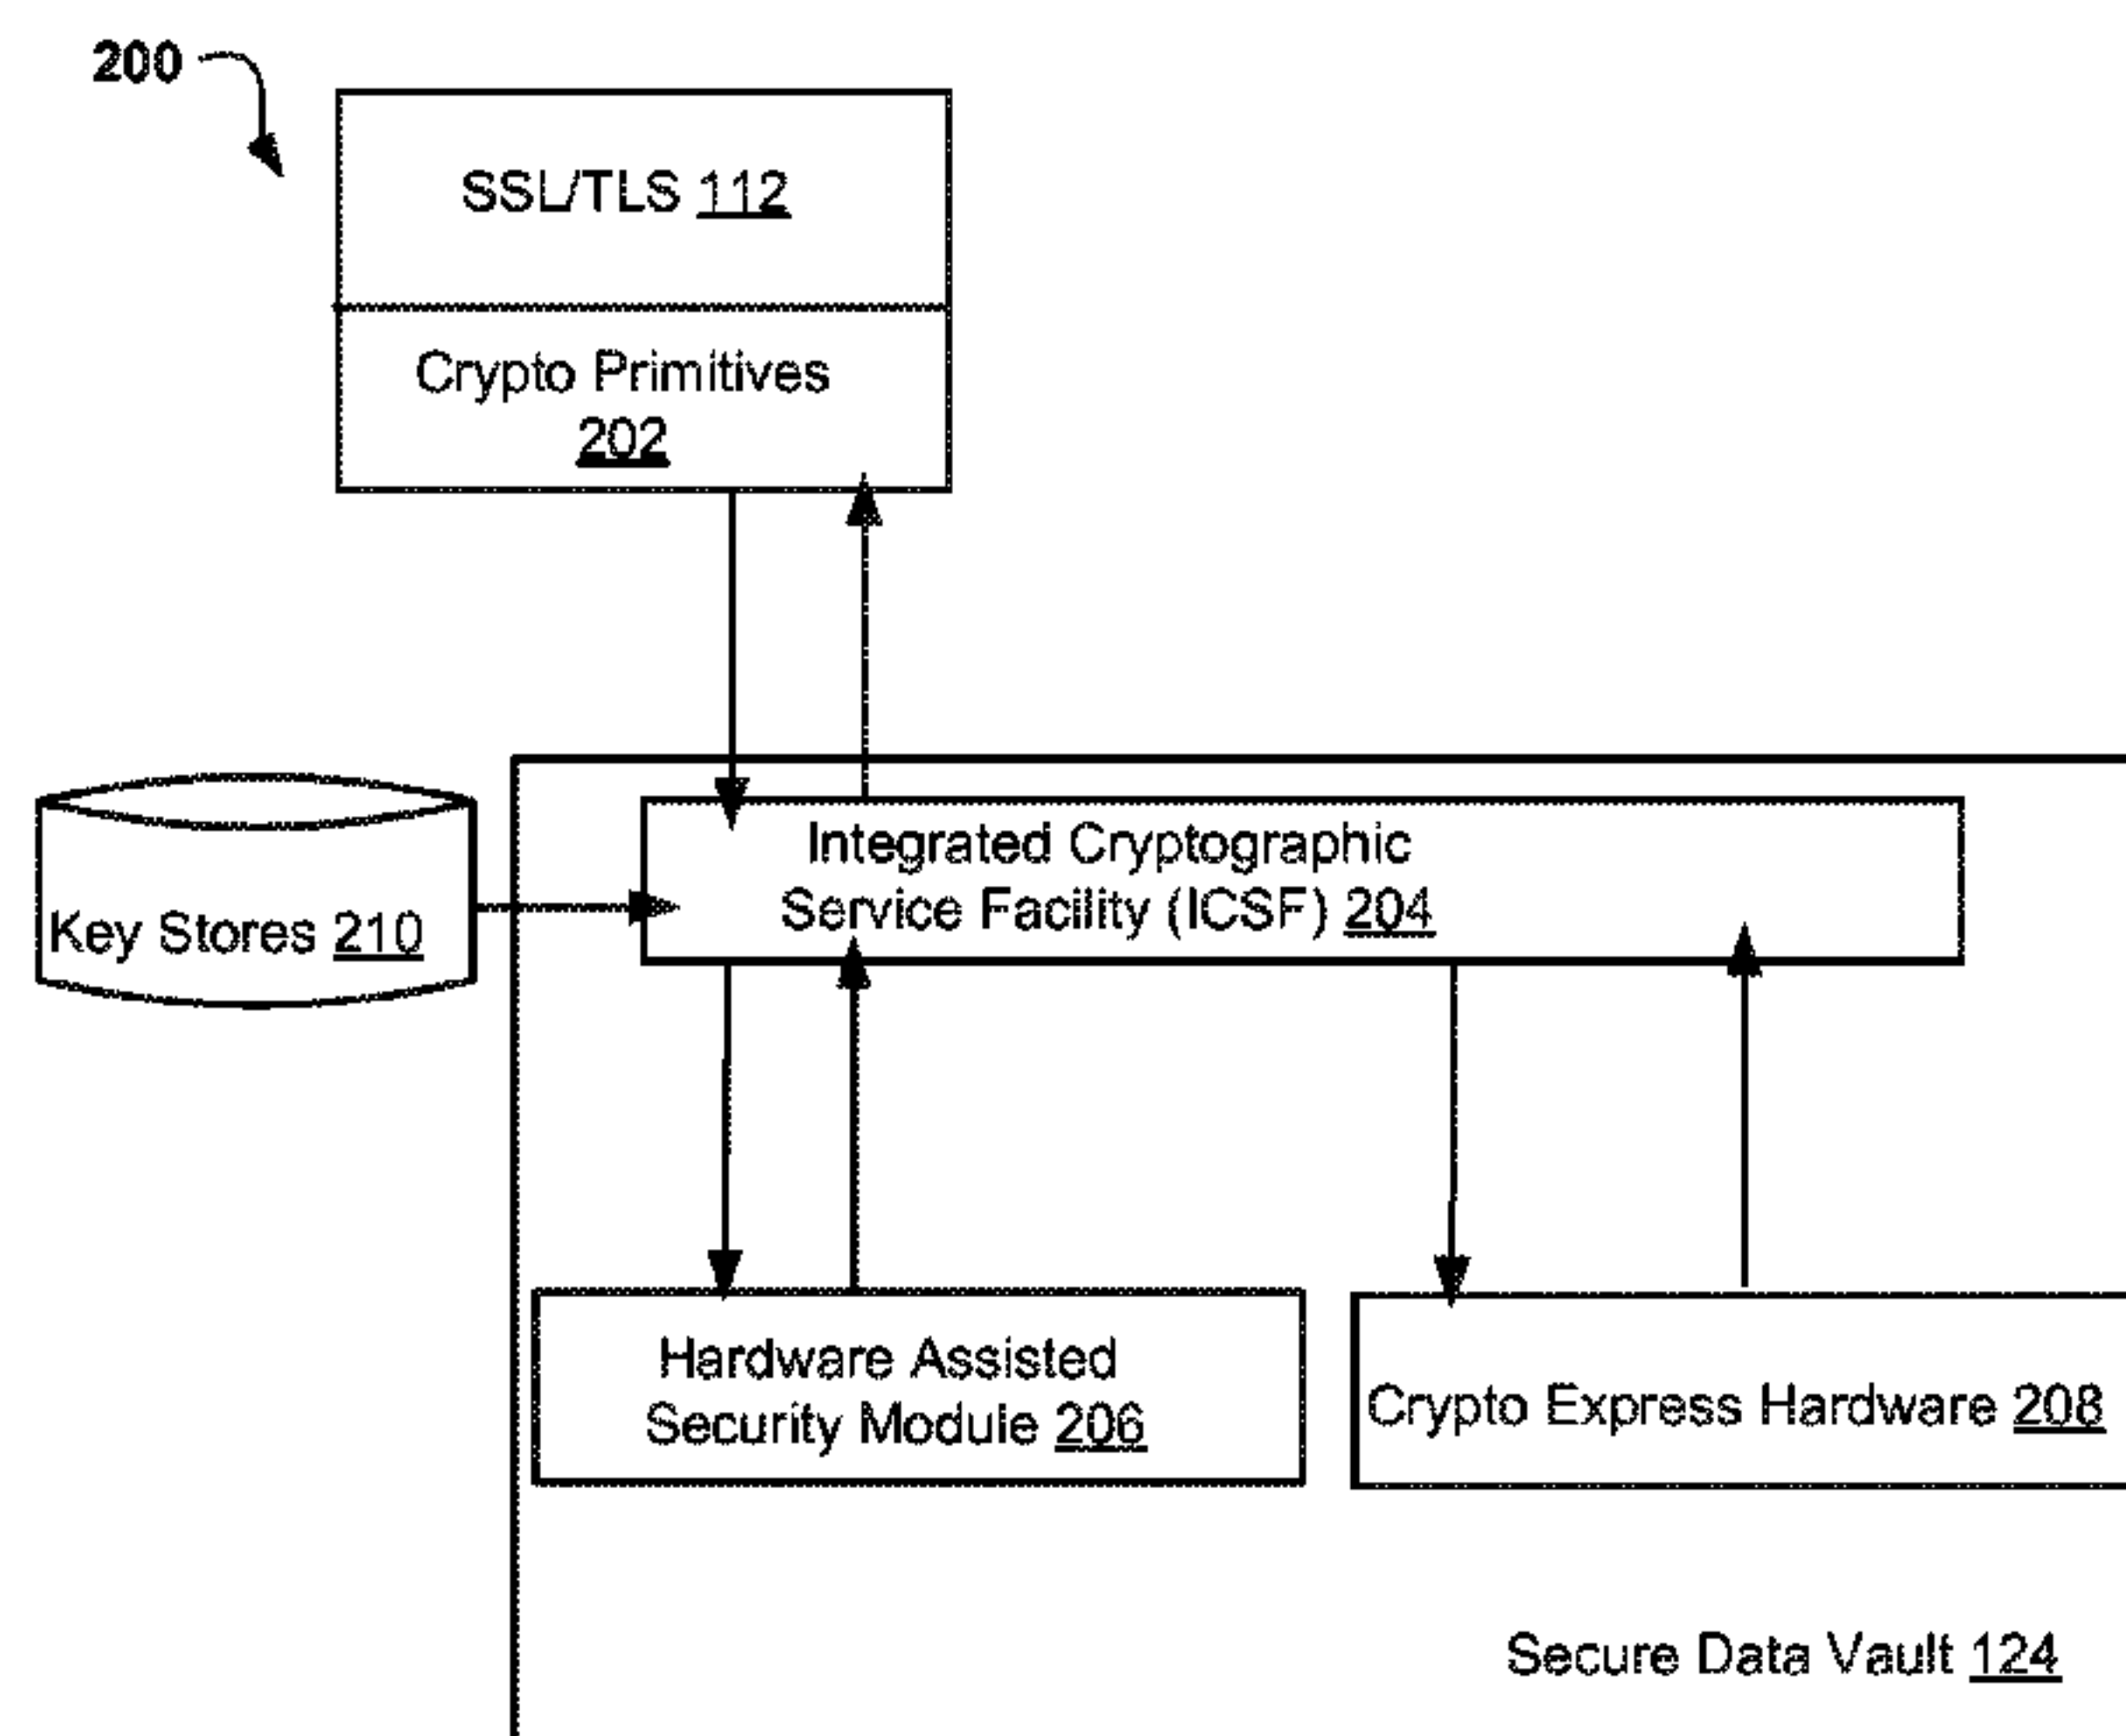 200
SSL/TLS 112
Crypto Primitives
202
Integrated Cryptographic
Service Facility (ICSF) 204
Key Stores 210
Hardware Assisted
Security Module 206
Crypto Express Hardware 208
Secure Data Vault 124